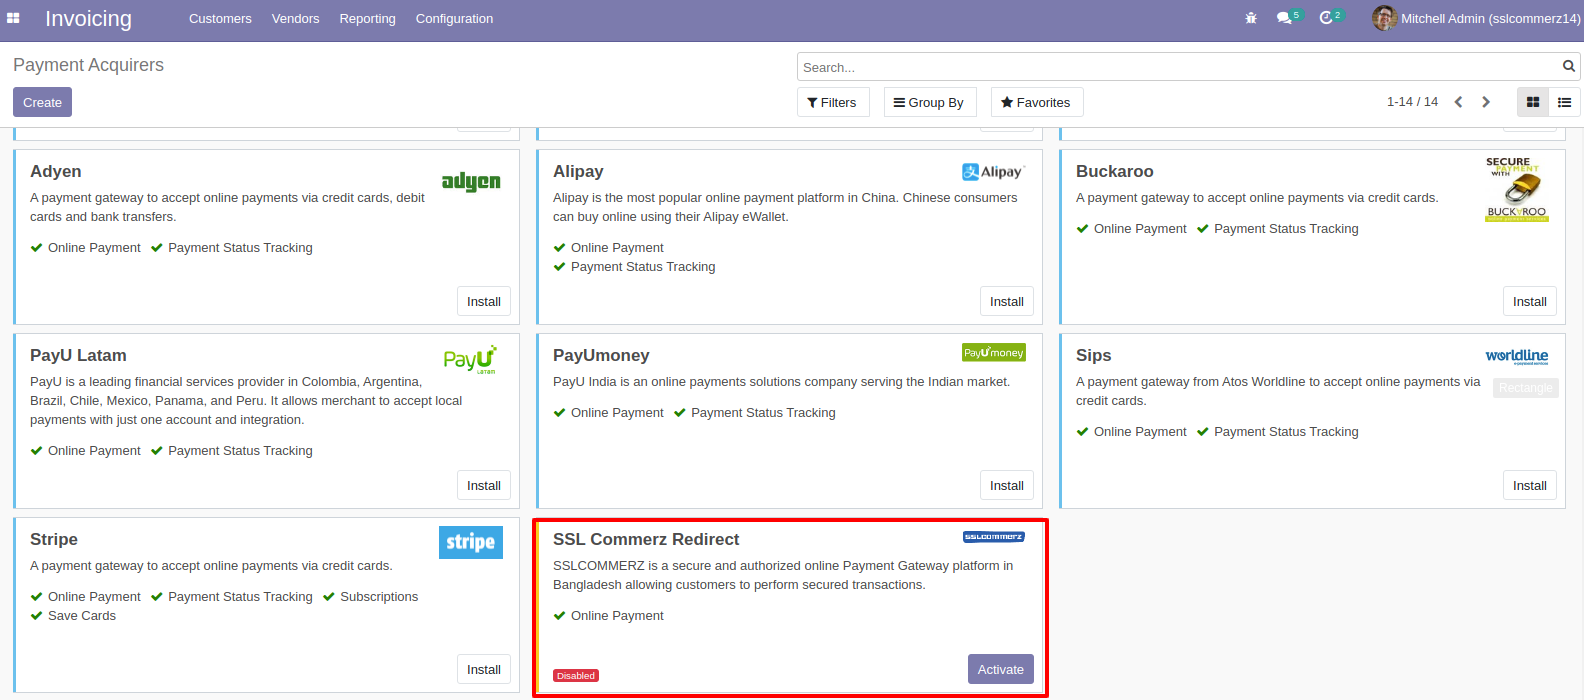 Invoicing
Customers
Vendors
Reporting
Configuration
5
2
Mitchell Admin (sslcommerz14)
Payment Acquirers
Search...
Create
Filters
Group By
Favorites
1-14 / 14
Adyen
adyen
A payment gateway to accept online payments via credit cards, debit
cards and bank transfers.
Online Payment
Payment Status Tracking
Install
Alipay
Alipay
Alipay is the most popular online payment platform in China. Chinese consumers
can buy online using their Alipay eWallet.
Online Payment
Payment Status Tracking
Install
Buckaroo
SECURE
PAYMENT
WITH
BUCKAROO
A payment gateway to accept online payments via credit cards.
Online Payment
Payment Status Tracking
Install
PayU Latam
PayU
LATAM
PayU is a leading financial services provider in Colombia, Argentina,
Brazil, Chile, Mexico, Panama, and Peru. It allows merchant to accept local
payments with just one account and integration.
Online Payment
Payment Status Tracking
Install
PayUmoney
PayUmoney
PayU India is an online payments solutions company serving the Indian market.
Online Payment
Payment Status Tracking
Install
Sips
worldline
A payment gateway from Atos Worldline to accept online payments via
credit cards.
Rectangle
Online Payment
Payment Status Tracking
Install
Stripe
stripe
A payment gateway to accept online payments via credit cards.
Online Payment
Payment Status Tracking
Subscriptions
Save Cards
Install
SSL Commerz Redirect
SSLCOMMERZ
SSLCOMMERZ is a secure and authorized online Payment Gateway platform in
Bangladesh allowing customers to perform secured transactions.
Online Payment
Disabled
Activate